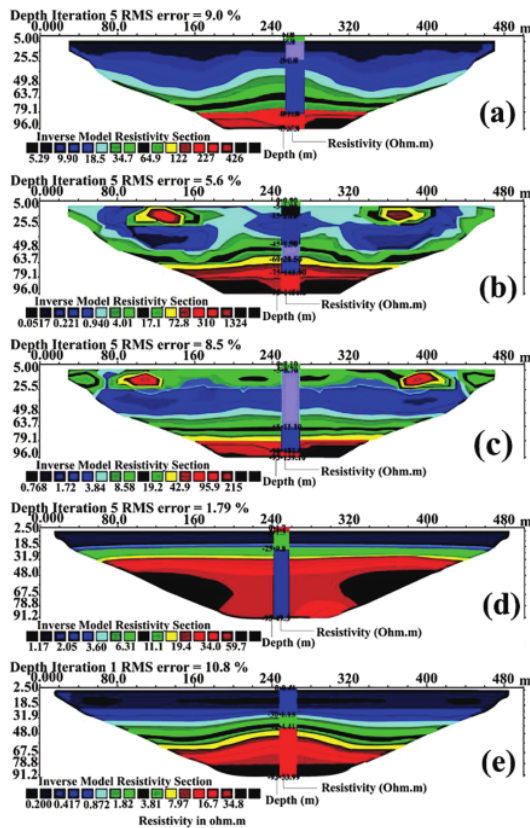 Depth Iteration 5 RMS error = 9.0 %
0.000 80.0 160 240 320 400 480 m
5.00
25.5
49.8
63.7
79.1
96.0
(a)
Inverse Model Resistivity Section
5.29 9.90 18.5 34.7 64.9 122 227 426
Resistivity (Ohm.m)
Depth (m)
Depth Iteration 5 RMS error = 5.6 %
0.000 80.0 160 240 320 400 480 m
5.00
25.5
49.8
63.7
79.1
96.0
(b)
Inverse Model Resistivity Section
0.0517 0.221 0.940 4.01 17.1 72.8 310 1324
Depth (m)
Resistivity (Ohm.m)
Depth Iteration 5 RMS error = 8.5 %
0.000 80.0 160 240 320 400 480 m
5.00
25.5
49.8
63.7
79.1
96.0
(c)
Inverse Model Resistivity Section
0.768 1.72 3.84 8.58 19.2 42.9 95.9 215
Resistivity (Ohm.m)
Depth (m)
Depth Iteration 5 RMS error = 1.79 %
0.000 80.0 160 240 320 400 480 m
2.50
18.5
31.9
48.0
67.5
78.8
91.2
(d)
Inverse Model Resistivity Section
1.17 2.05 3.60 6.31 11.1 19.4 34.0 59.7
Resistivity (Ohm.m)
Depth (m)
Depth Iteration 1 RMS error = 10.8 %
0.000 80.0 160 240 320 400 480 m
2.50
18.5
31.9
48.0
67.5
78.8
91.2
(e)
Inverse Model Resistivity Section
0.200 0.417 0.872 1.82 3.81 7.97 16.7 34.8
Resistivity in ohm.m
Depth (m)
Resistivity (Ohm.m)